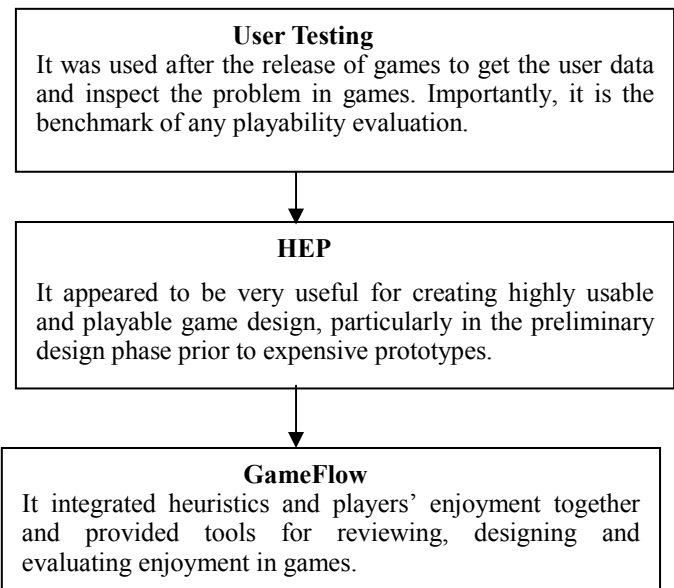 User Testing
It was used after the release of games to get the user data
and inspect the problem in games. Importantly, it is the
benchmark of any playability evaluation.
HEP
It appeared to be very useful for creating highly usable
and playable game design, particularly in the preliminary
design phase prior to expensive prototypes.
GameFlow
It integrated heuristics and players’ enjoyment together
and provided tools for reviewing, designing and
evaluating enjoyment in games.